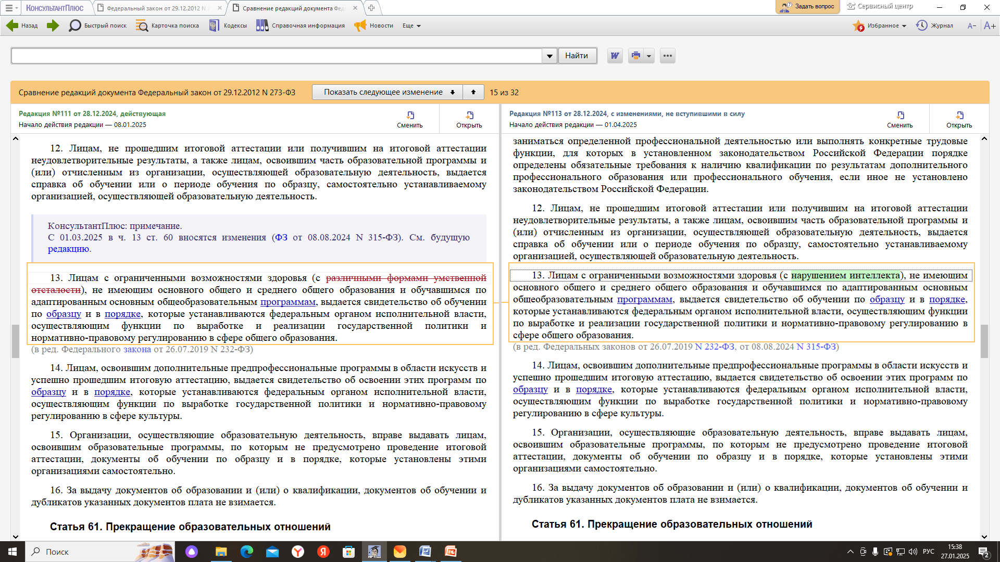 КонсультантПлюс
Федеральный закон от 29.12.2012 N
Сравнение редакций документа Фед
Задать вопрос
Сервисный центр
Назад
Быстрый поиск
Карточка поиска
Кодексы
Справочная информация
Новости
Еще
Избранное
Журнал
A−
A+
Найти
Сравнение редакций документа Федеральный закон от 29.12.2012 N 273-ФЗ
Показать следующее изменение
15 из 32
Редакция №111 от 28.12.2024, действующая
Начало действия редакции — 08.01.2025
Сменить
Открыть
12. Лицам, не прошедшим итоговой аттестации или получившим на итоговой аттестации
неудовлетворительные результаты, а также лицам, освоившим часть образовательной программы и
(или) отчисленным из организации, осуществляющей образовательную деятельность, выдается
справка об обучении или о периоде обучения по образцу, самостоятельно устанавливаемому
организацией, осуществляющей образовательную деятельность.
КонсультантПлюс: примечание.
С 01.03.2025 в ч. 13 ст. 60 вносятся изменения (ФЗ от 08.08.2024 N 315-ФЗ). См. будущую
редакцию.
13. Лицам с ограниченными возможностями здоровья (с различными формами умственной
отсталости), не имеющим основного общего и среднего общего образования и обучавшимся по
адаптированным основным общеобразовательным программам, выдается свидетельство об обучении
по образцу и в порядке, которые устанавливаются федеральным органом исполнительной власти,
осуществляющим функции по выработке и реализации государственной политики и
нормативно-правовому регулированию в сфере общего образования.
(в ред. Федерального закона от 26.07.2019 N 232-ФЗ)
14. Лицам, освоившим дополнительные предпрофессиональные программы в области искусств и
успешно прошедшим итоговую аттестацию, выдается свидетельство об освоении этих программ по
образцу и в порядке, которые устанавливаются федеральным органом исполнительной власти,
осуществляющим функции по выработке государственной политики и нормативно-правовому
регулированию в сфере культуры.
15. Организации, осуществляющие образовательную деятельность, вправе выдавать лицам,
освоившим образовательные программы, по которым не предусмотрено проведение итоговой
аттестации, документы об обучении по образцу и в порядке, которые установлены этими
организациями самостоятельно.
16. За выдачу документов об образовании и (или) о квалификации, документов об обучении и
дубликатов указанных документов плата не взимается.
Статья 61. Прекращение образовательных отношений
Редакция №113 от 28.12.2024, с изменениями, не вступившими в силу
Начало действия редакции — 01.04.2025
Сменить
Открыть
заниматься определенной профессиональной деятельностью или выполнять конкретные трудовые
функции, для которых в установленном законодательством Российской Федерации порядке
определены обязательные требования к наличию квалификации по результатам дополнительного
профессионального образования или профессионального обучения, если иное не установлено
законодательством Российской Федерации.
12. Лицам, не прошедшим итоговой аттестации или получившим на итоговой аттестации
неудовлетворительные результаты, а также лицам, освоившим часть образовательной программы и
(или) отчисленным из организации, осуществляющей образовательную деятельность, выдается
справка об обучении или о периоде обучения по образцу, самостоятельно устанавливаемому
организацией, осуществляющей образовательную деятельность.
13. Лицам с ограниченными возможностями здоровья (с нарушением интеллекта), не имеющим
основного общего и среднего общего образования и обучавшимся по адаптированным основным
общеобразовательным программам, выдается свидетельство об обучении по образцу и в порядке,
которые устанавливаются федеральным органом исполнительной власти, осуществляющим функции
по выработке и реализации государственной политики и нормативно-правовому регулированию в
сфере общего образования.
(в ред. Федеральных законов от 26.07.2019 N 232-ФЗ, от 08.08.2024 N 315-ФЗ)
14. Лицам, освоившим дополнительные предпрофессиональные программы в области искусств и
успешно прошедшим итоговую аттестацию, выдается свидетельство об освоении этих программ по
образцу и в порядке, которые устанавливаются федеральным органом исполнительной власти,
осуществляющим функции по выработке государственной политики и нормативно-правовому
регулированию в сфере культуры.
15. Организации, осуществляющие образовательную деятельность, вправе выдавать лицам,
освоившим образовательные программы, по которым не предусмотрено проведение итоговой
аттестации, документы об обучении по образцу и в порядке, которые установлены этими
организациями самостоятельно.
16. За выдачу документов об образовании и (или) о квалификации, документов об обучении и
дубликатов указанных документов плата не взимается.
Статья 61. Прекращение образовательных отношений
Поиск
РУС
15:38
27.01.2025
2